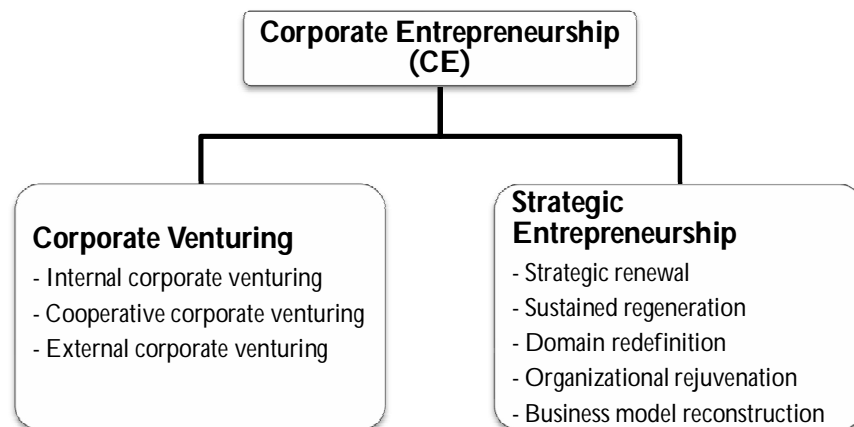 Corporate Entrepreneurship
(CE)
Corporate Venturing
- Internal corporate venturing
- Cooperative corporate venturing
- External corporate venturing
Strategic
Entrepreneurship
- Strategic renewal
- Sustained regeneration
- Domain redefinition
- Organizational rejuvenation
- Business model reconstruction